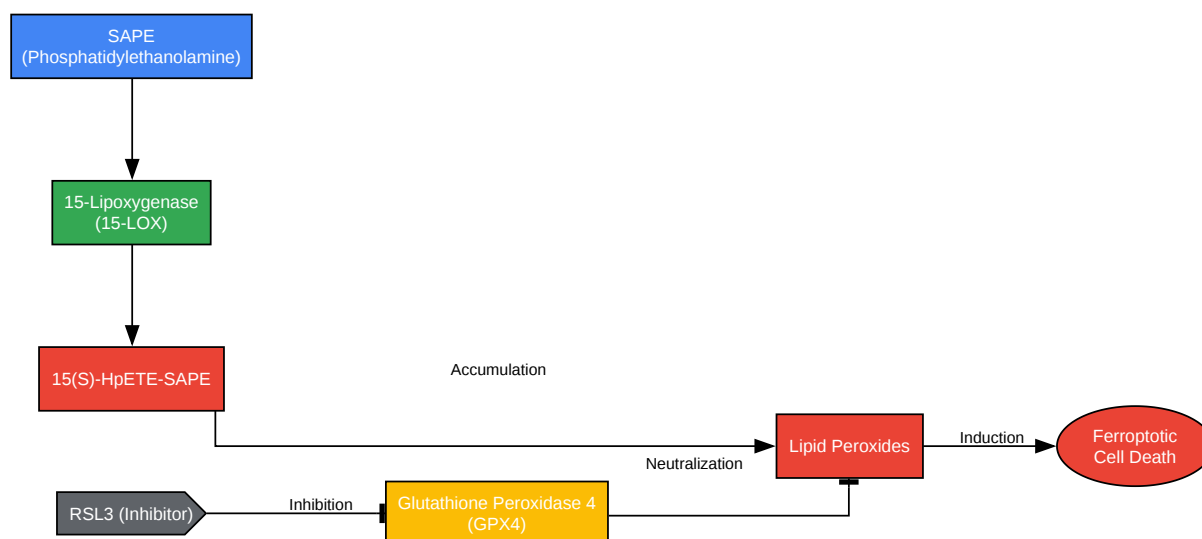 SAPE
(Phosphatidylethanolamine)
15-Lipoxygenase
(15-LOX)
15(S)-HpETE-SAPE
Accumulation
Lipid Peroxides
Induction
Ferroptotic
Cell Death
Neutralization
RSL3 (Inhibitor)
Inhibition
Glutathione Peroxidase 4
(GPX4)